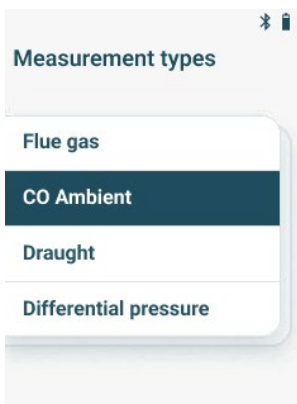 Measurement types
Flue gas
CO Ambient
Draught
Differential pressure